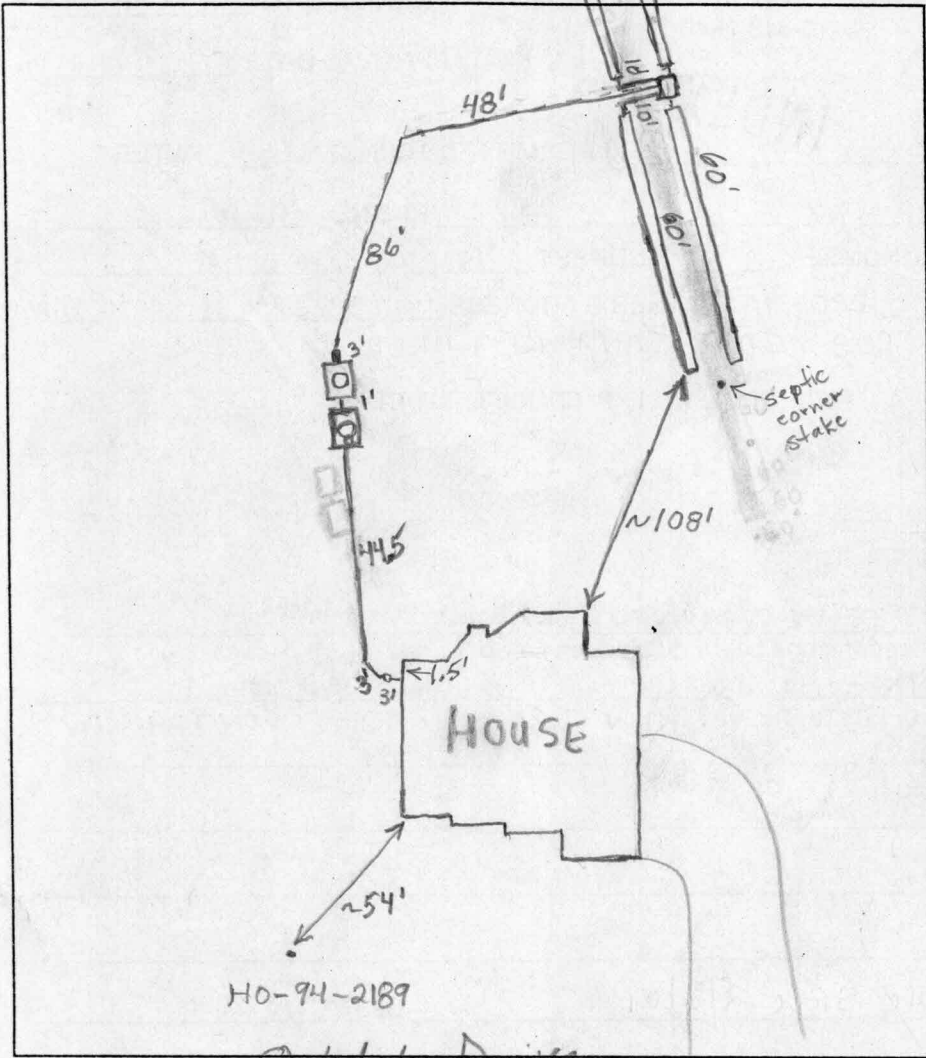 48'
10'
10'
60'
60'
86'
3'
1'
septic
corner
stake
~108'
44.5
3'
3'
1.5'
HOUSE
~54'
HO-94-2189